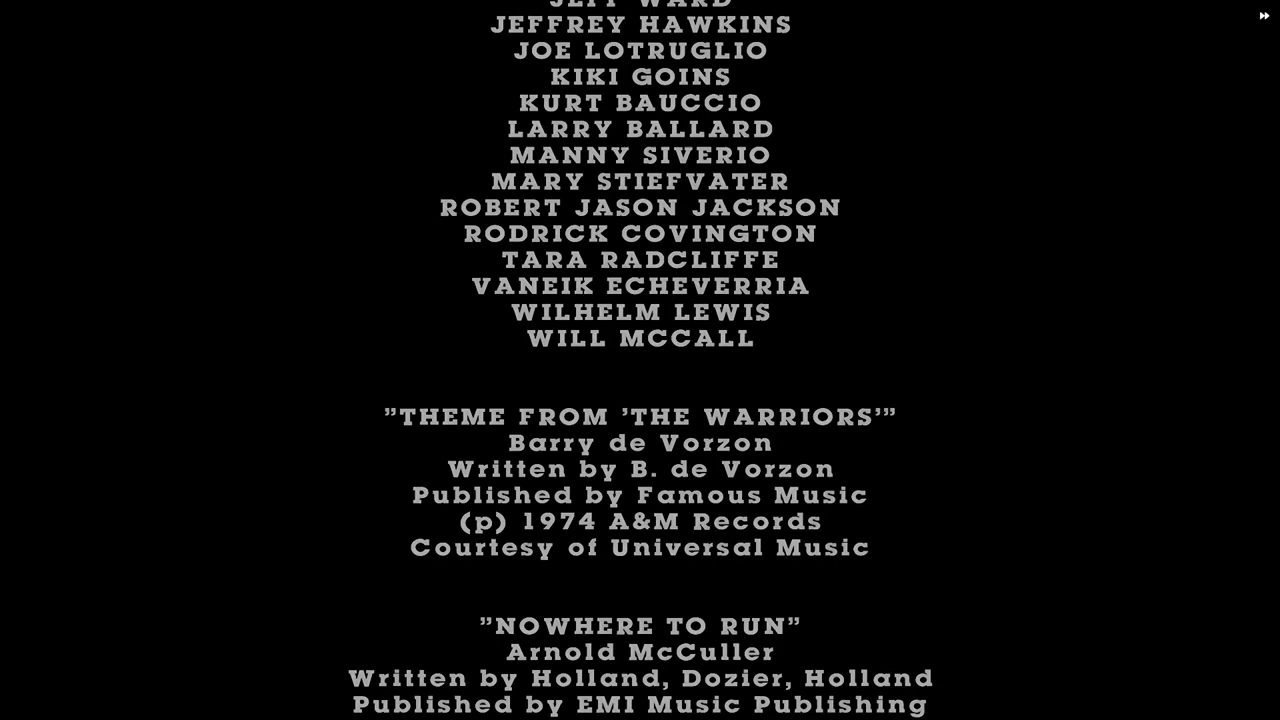 JEFF WARD
JEFFREY HAWKINS
JOE LOTRUGLIO
KIKI GOINS
KURT BAUCCIO
LARRY BALLARD
MANNY SIVERIO
MARY STIEFVATER
ROBERT JASON JACKSON
RODRICK COVINGTON
TARA RADCLIFFE
VANEIK ECHEVERRIA
WILHELM LEWIS
WILL MCCALL
”THEME FROM ’THE WARRIORS’”
Barry de Vorzon
Written by B. de Vorzon
Published by Famous Music
(p) 1974 A&M Records
Courtesy of Universal Music
”NOWHERE TO RUN”
Arnold McCuller
Written by Holland, Dozier, Holland
Published by EMI Music Publishing